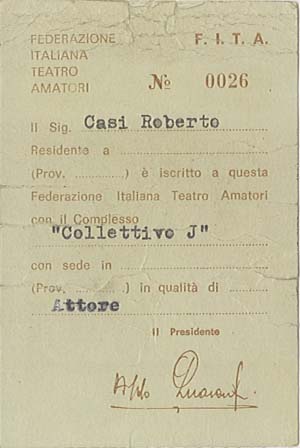 FEDERAZIONE F. I. T. A.
ITALIANA
TEATRO
AMATORI № 0026
Il Sig. Casi Roberto
Residente a
(Prov. ) è iscritto a questa
Federazione Italiana Teatro Amatori
con il Complesso
"Collettivo J"
con sede in
(Prov. ) in qualità di
Attore
Il Presidente